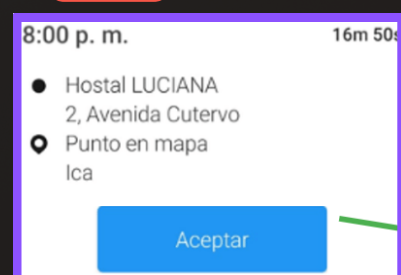 8:00 p. m. 16m 50s
Hostal LUCIANA
2, Avenida Cutervo
Punto en mapa
Ica
Aceptar